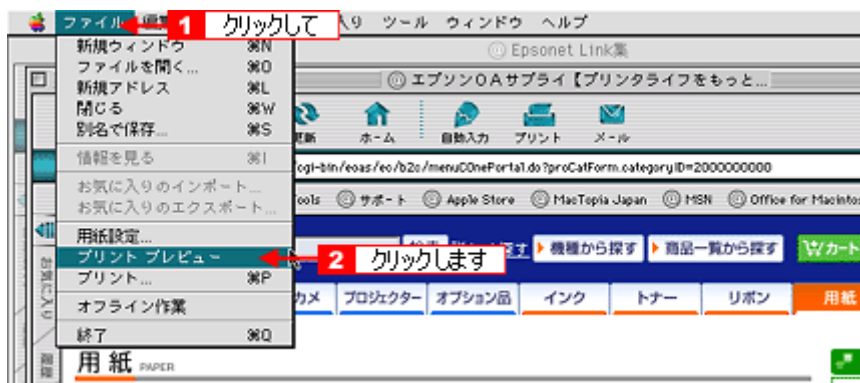 ファイル 1 クリックして ツール ウィンドウ ヘルプ
新規ウィンドウ ⌘N
Epsonet Link集
ファイルを開く... ⌘O
新規アドレス ⌘L
エプソンOAサプライ【プリンタライフをもっと...
閉じる ⌘W
別名で保存... ⌘S
更新 ホーム 自動入力 プリント メール
情報を見る ⌘I
/cgi-bin/eoas/ec/b2c/menuCOnePortal.do?proCatForm.categoryID=2000000000
お気に入りのインポート...
お気に入りのエクスポート...
Tools サポート Apple Store MacTopia Japan MSN Office for Macintos
用紙設定...
プリント プレビュー 2 クリックします
機種から探す 商品一覧から探す カート
プリント... ⌘P
オフライン作業
カメ プロジェクター オプション品 インク トナー リボン 用紙
終了 ⌘Q
お気に入り
履歴
用紙 PAPER